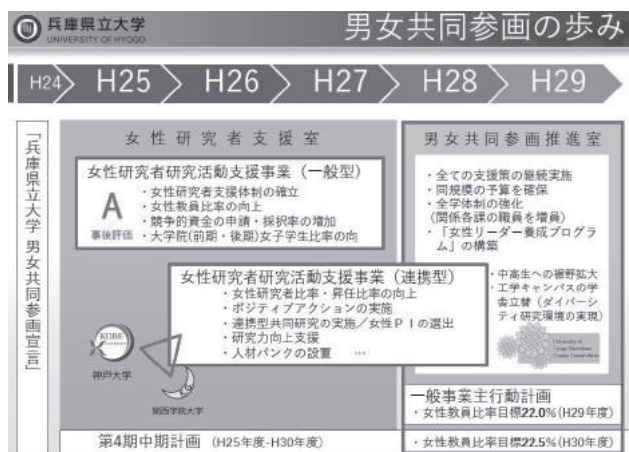 兵庫県立大学
UNIVERSITY OF HYOGO
男女共同参画の歩み
H24
H25
H26
H27
H28
H29
「兵庫県立大学 男女共同参画宣言」
女性研究者支援室
女性研究者研究活動支援事業（一般型）
A
事後評価
・女性研究者支援体制の確立
・女性教員比率の向上
・競争的資金の申請・採択率の増加
・大学院(前期・後期)女子学生比率の向
女性研究者研究活動支援事業（連携型）
・女性研究者比率・昇任比率の向上
・ポジティブアクションの実施
・連携型共同研究の実施／女性ＰＩの選出
・研究力向上支援
・人材バンクの設置 …
KOBE
神戸大学
関西学院大学
第4期中期計画 (H25年度-H30年度)
男女共同参画推進室
・全ての支援策の継続実施
・同規模の予算を確保
・全学体制の強化
(関係各課の職員を増員)
・「女性リーダー養成プログラ
ム」の構築
・中高生への裾野拡大
・工学キャンパスの学
舎立替（ダイバーシ
ティ研究環境の実現）
University of
一般事業主行動計画
・女性教員比率目標22.0%(H29年度)
・女性教員比率目標22.5%(H30年度)